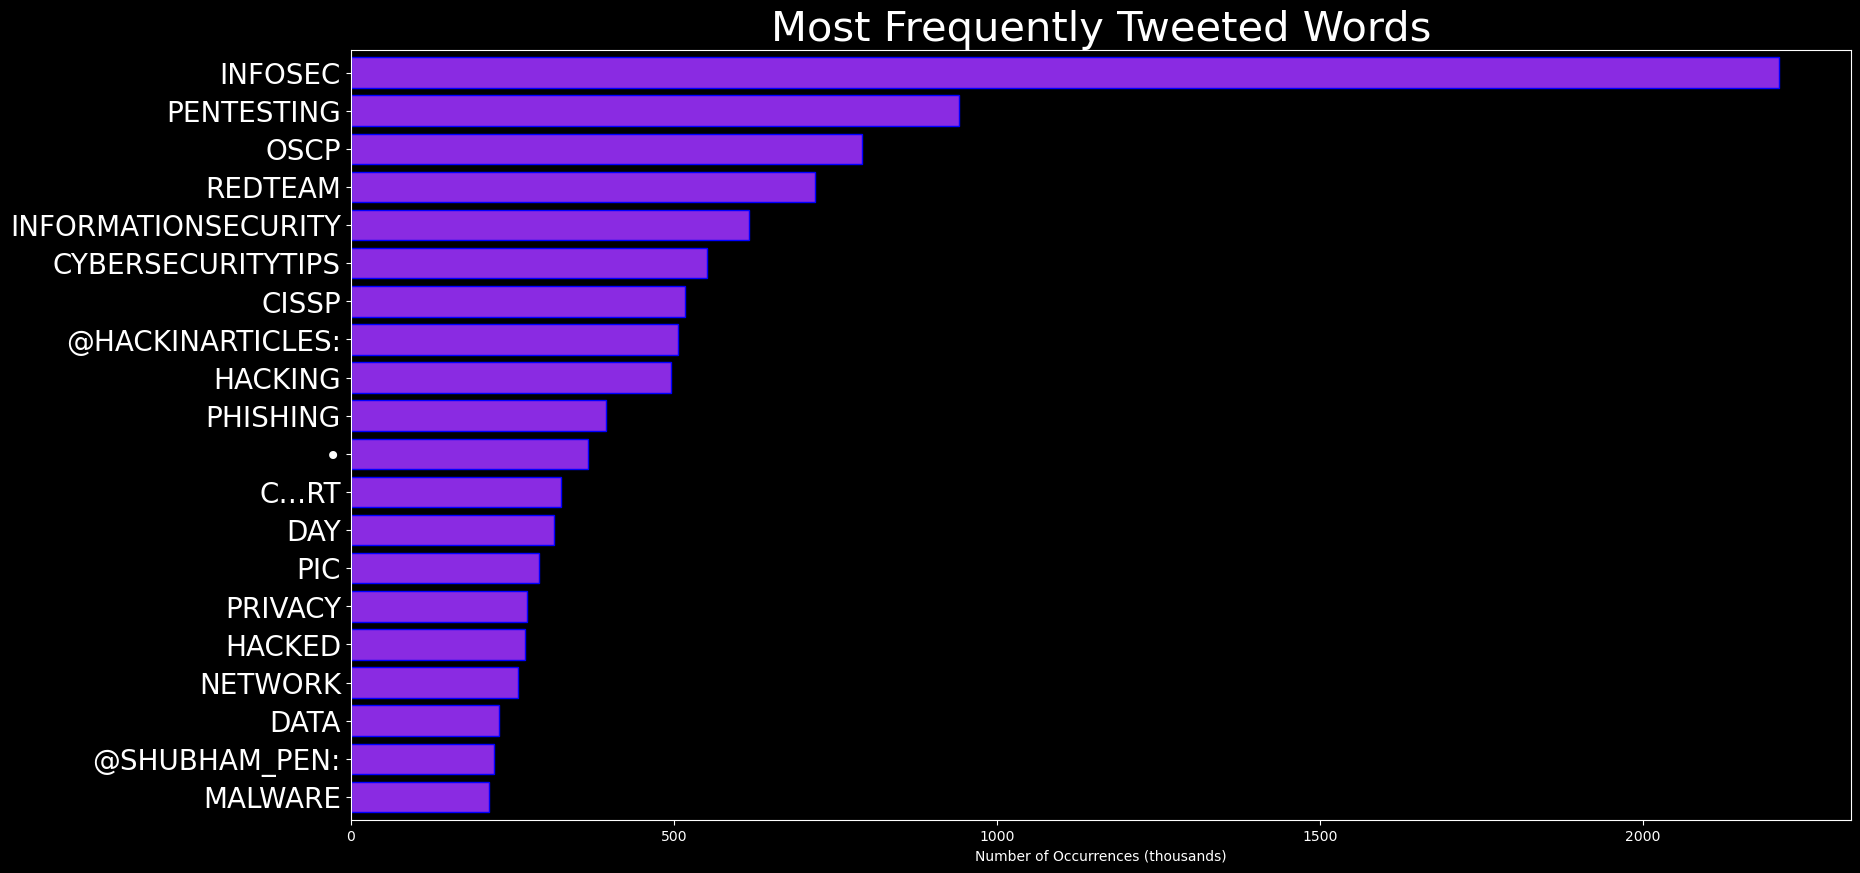 Most Frequently Tweeted Words
INFOSEC
PENTESTING
OSCP
REDTEAM
INFORMATIONSECURITY
CYBERSECURITYTIPS
CISSP
@HACKINARTICLES:
HACKING
PHISHING
•
C…RT
DAY
PIC
PRIVACY
HACKED
NETWORK
DATA
@SHUBHAM_PEN:
MALWARE
0 500 1000 1500 2000
Number of Occurrences (thousands)